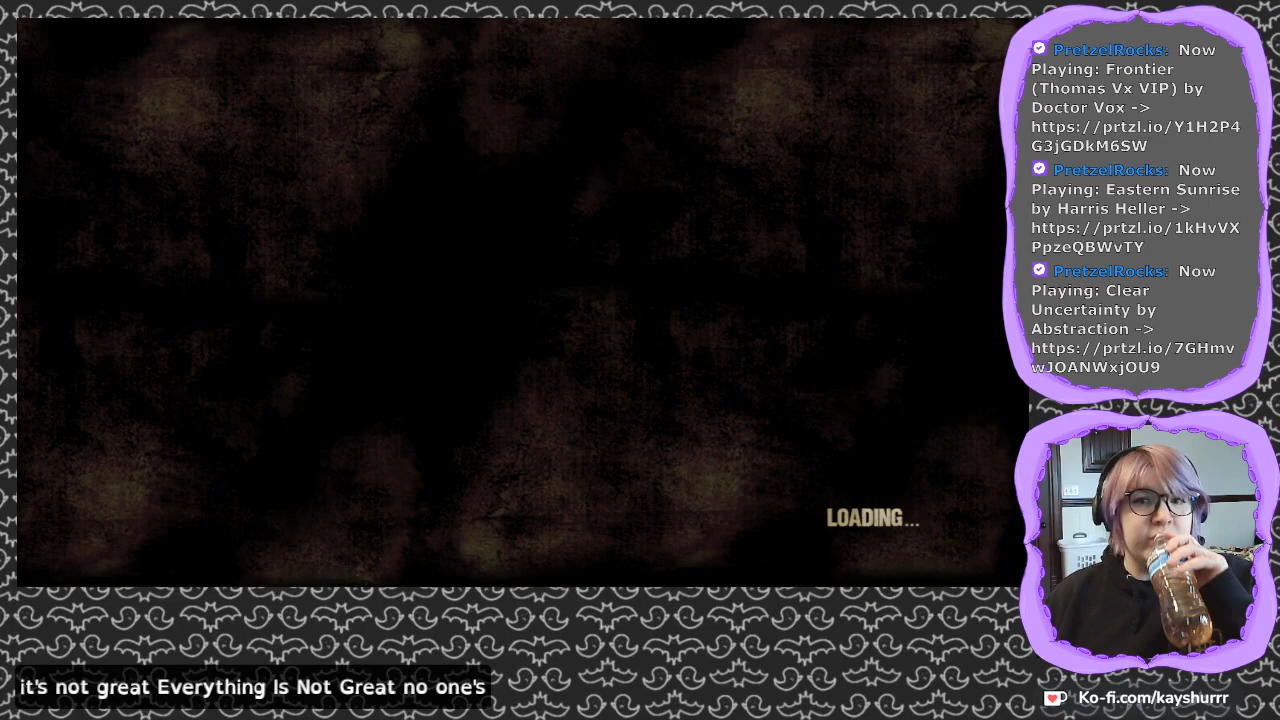 PretzelRocks: Now
Playing: Frontier
(Thomas Vx VIP) by
Doctor Vox ->
https://prtzl.io/Y1H2P4
G3jGDkM6SW
PretzelRocks: Now
Playing: Eastern Sunrise
by Harris Heller ->
https://prtzl.io/1kHvVX
PpzeQBWvTY
PretzelRocks: Now
Playing: Clear
Uncertainty by
Abstraction ->
https://prtzl.io/7GHmv
wJOANWxjOU9
LOADING...
it's not great Everything Is Not Great no one's
Ko-fi.com/kayshurrr